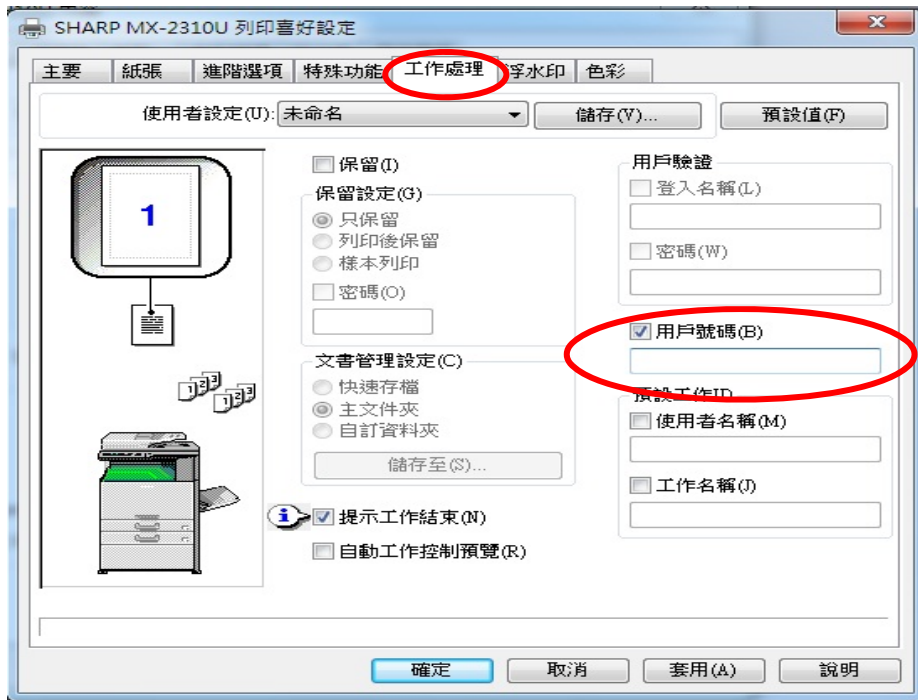 SHARP MX-2310U 列印喜好設定
主要 紙張 進階選項 特殊功能 工作處理 浮水印 色彩
使用者設定(U): 未命名 儲存(V)... 預設值(F)
1
1 2 3
1 2 3
保留(I)
保留設定(G)
只保留
列印後保留
樣本列印
密碼(O)
文書管理設定(C)
快速存檔
主文件夾
自訂資料夾
儲存至(S)...
提示工作結束(N)
自動工作控制預覽(R)
用戶驗證
登入名稱(L)
密碼(W)
用戶號碼(B)
預設工作ID
使用者名稱(M)
工作名稱(J)
確定 取消 套用(A) 說明